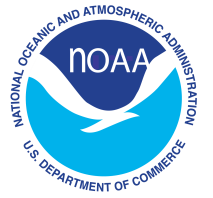 NATIONAL OCEANIC AND ATMOSPHERIC ADMINISTRATION
nOAA
U.S. DEPARTMENT OF COMMERCE